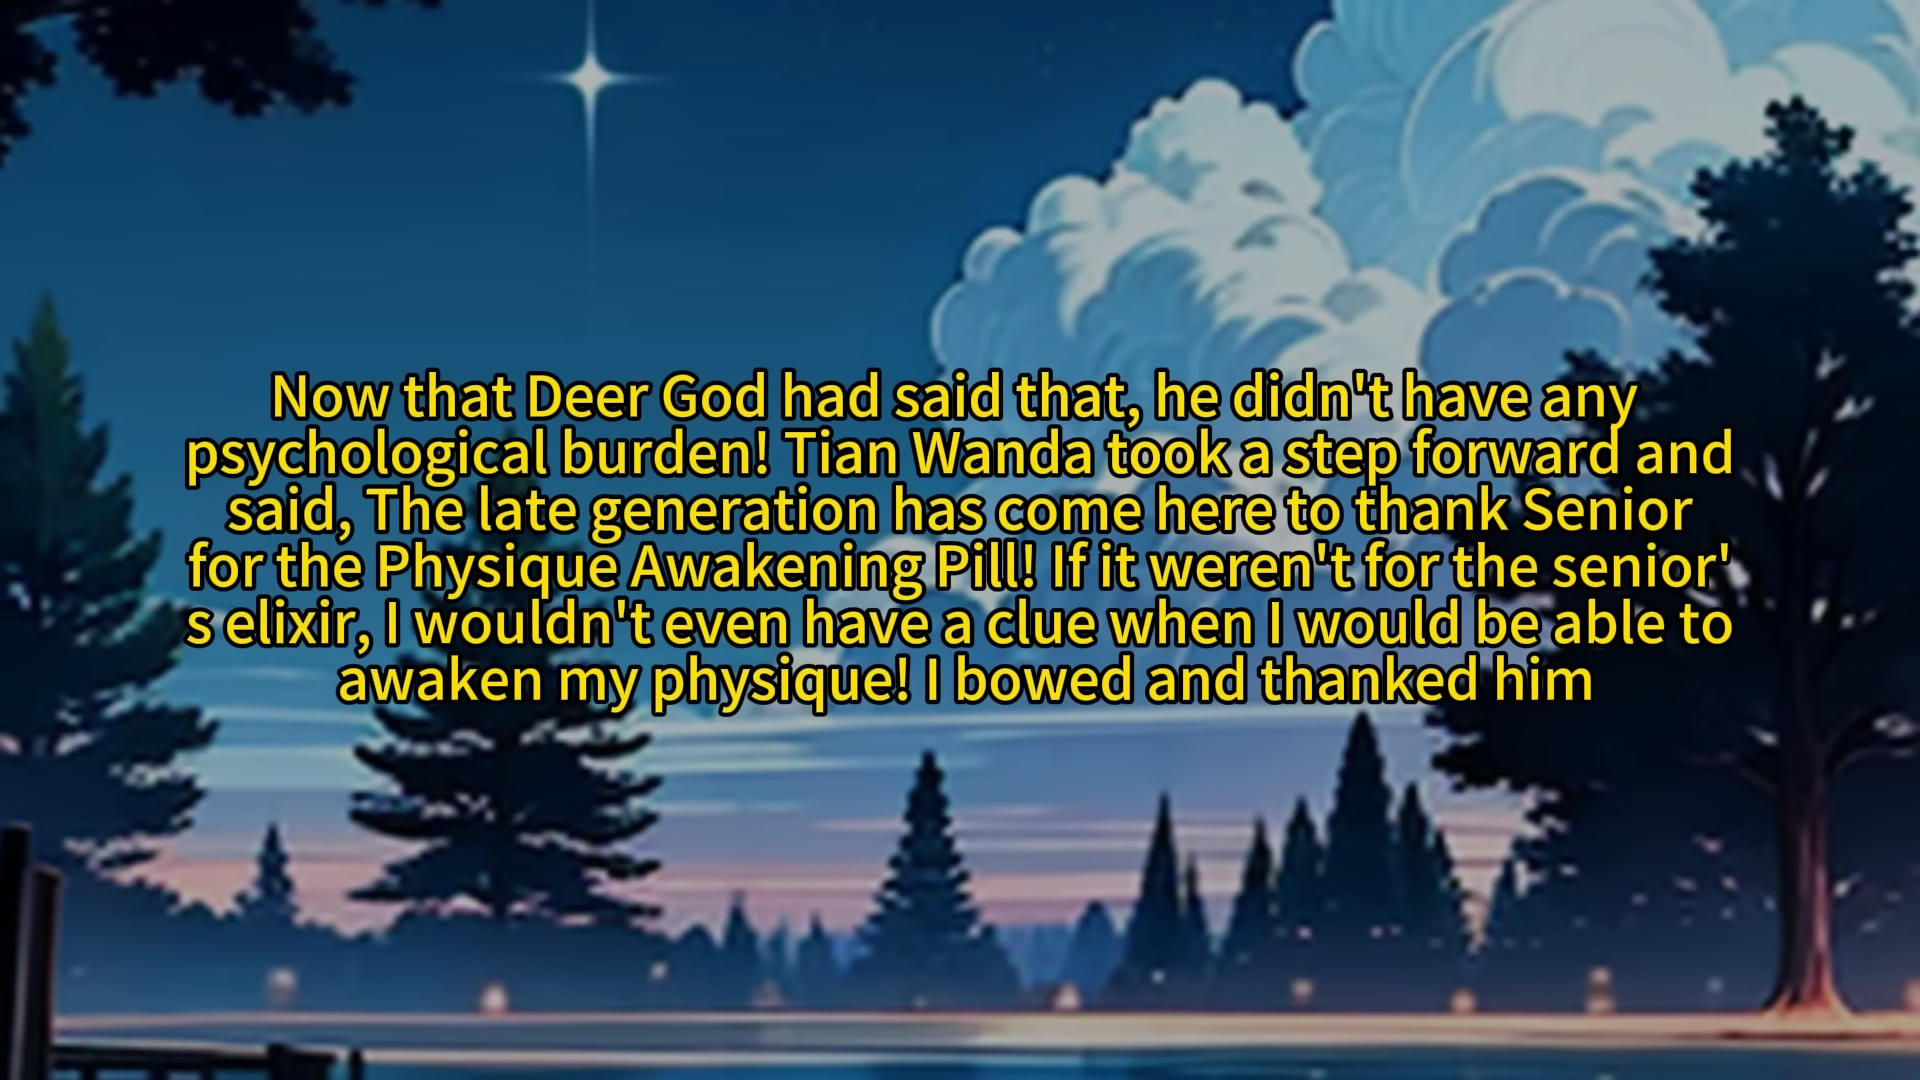 Now that Deer God had said that, he didn't have any
psychological burden! Tian Wanda took a step forward and
said, The late generation has come here to thank Senior
for the Physique Awakening Pill! If it weren't for the senior'
s elixir, I wouldn't even have a clue when I would be able to
awaken my physique! I bowed and thanked him